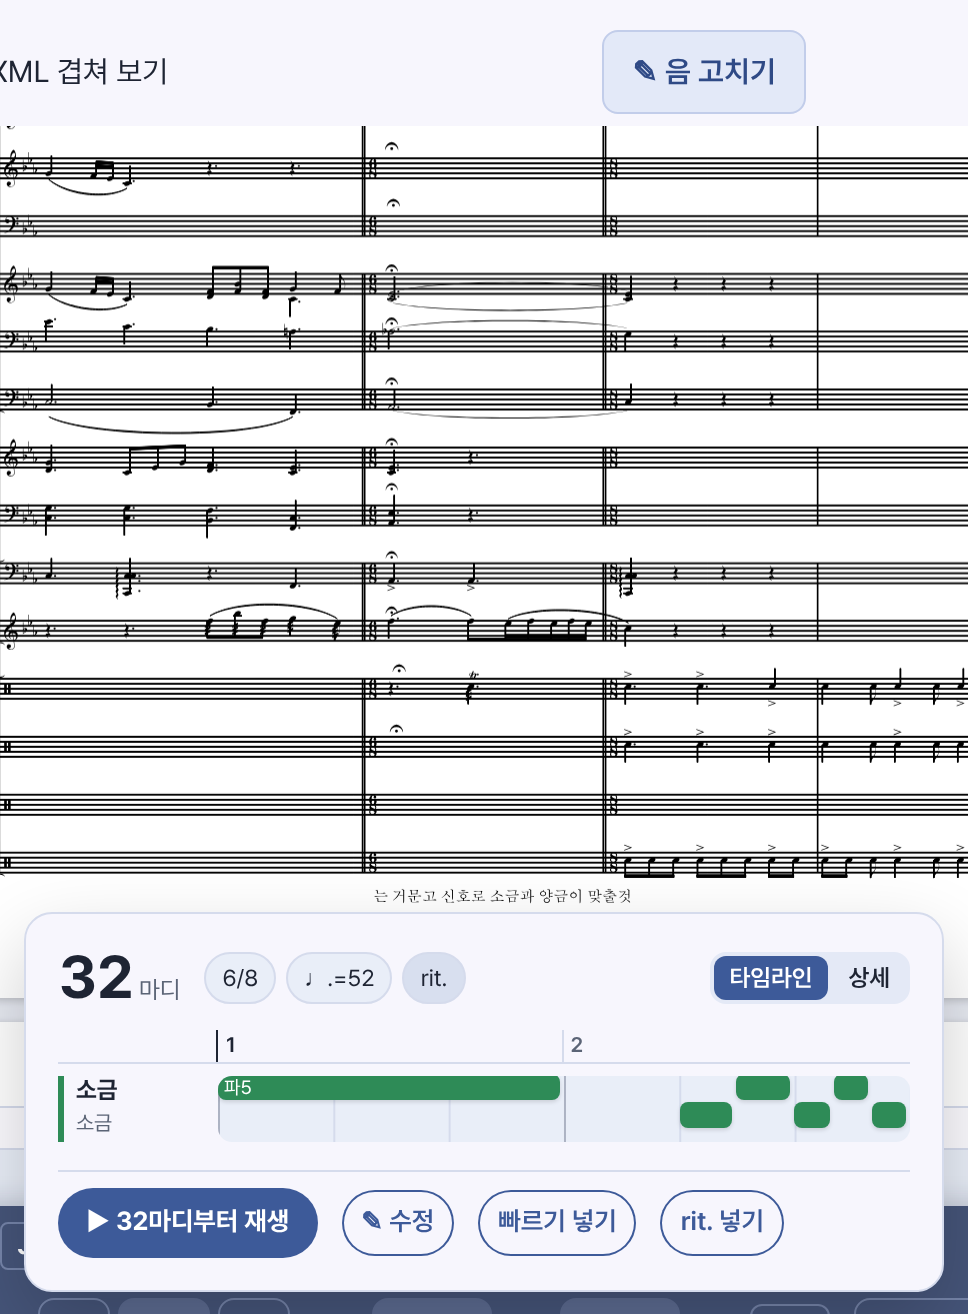 XML 겹쳐 보기
✎ 음 고치기
는 거문고 신호로 소금과 양금이 맞출것
32 마디
6/8
♩.=52
rit.
타임라인
상세
1
2
소금
파5
소금
▶ 32마디부터 재생
✎ 수정
빠르기 넣기
rit. 넣기